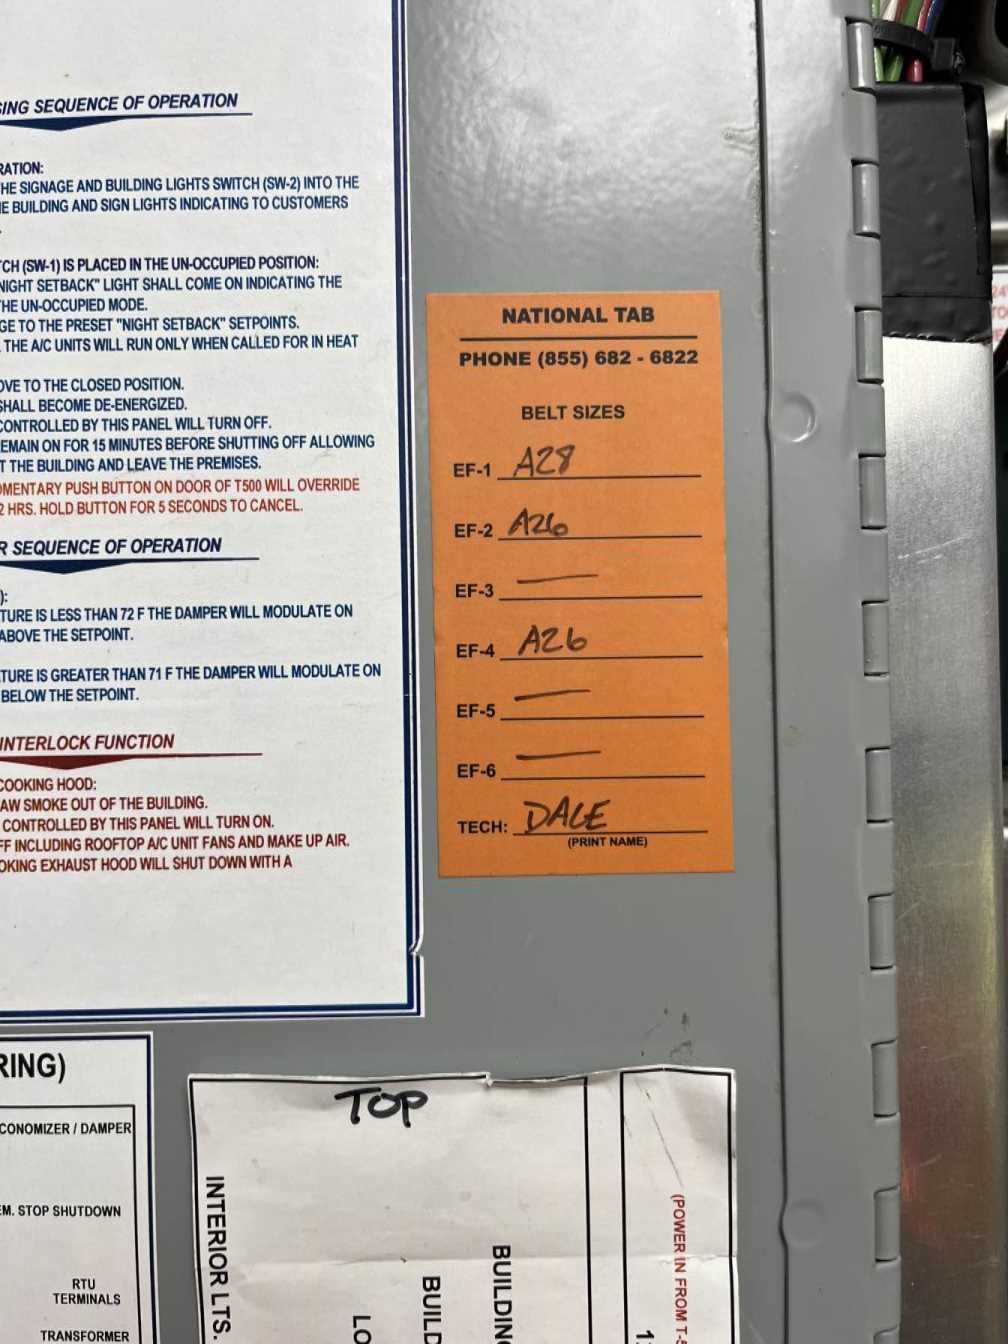 SING SEQUENCE OF OPERATION
RATION:
HE SIGNAGE AND BUILDING LIGHTS SWITCH (SW-2) INTO THE
E BUILDING AND SIGN LIGHTS INDICATING TO CUSTOMERS
TCH (SW-1) IS PLACED IN THE UN-OCCUPIED POSITION:
NIGHT SETBACK" LIGHT SHALL COME ON INDICATING THE
THE UN-OCCUPIED MODE.
GE TO THE PRESET "NIGHT SETBACK" SETPOINTS.
THE A/C UNITS WILL RUN ONLY WHEN CALLED FOR IN HEAT
OVE TO THE CLOSED POSITION.
SHALL BECOME DE-ENERGIZED.
CONTROLLED BY THIS PANEL WILL TURN OFF.
EMAIN ON FOR 15 MINUTES BEFORE SHUTTING OFF ALLOWING
T THE BUILDING AND LEAVE THE PREMISES.
OMENTARY PUSH BUTTON ON DOOR OF T500 WILL OVERRIDE
2 HRS. HOLD BUTTON FOR 5 SECONDS TO CANCEL.
R SEQUENCE OF OPERATION
):
TURE IS LESS THAN 72 F THE DAMPER WILL MODULATE ON
ABOVE THE SETPOINT.
TURE IS GREATER THAN 71 F THE DAMPER WILL MODULATE ON
BELOW THE SETPOINT.
INTERLOCK FUNCTION
COOKING HOOD:
AW SMOKE OUT OF THE BUILDING.
CONTROLLED BY THIS PANEL WILL TURN ON.
FF INCLUDING ROOFTOP A/C UNIT FANS AND MAKE UP AIR.
OKING EXHAUST HOOD WILL SHUT DOWN WITH A
NATIONAL TAB
PHONE (855) 682 - 6822
BELT SIZES
EF-1 A28
EF-2 A26
EF-3 —
EF-4 A26
EF-5 —
EF-6 —
TECH: DALE
(PRINT NAME)
RING)
CONOMIZER / DAMPER
EM. STOP SHUTDOWN
RTU
TERMINALS
TRANSFORMER
TOP
INTERIOR LTS.
LO
BUILD
BUILDING
(POWER IN FROM T-5